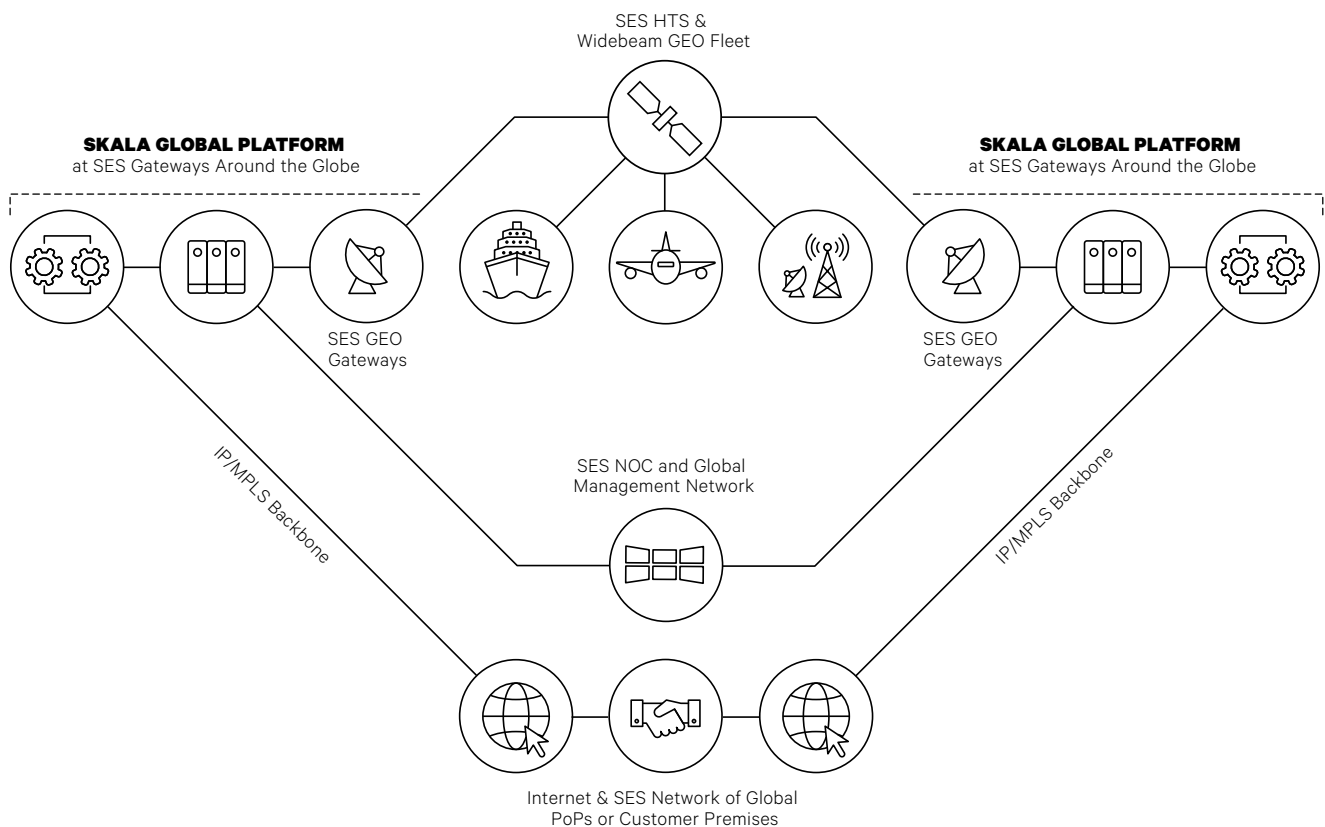 SES HTS &
Widebeam GEO Fleet
SKALA GLOBAL PLATFORM
at SES Gateways Around the Globe
SKALA GLOBAL PLATFORM
at SES Gateways Around the Globe
SES GEO
Gateways
SES GEO
Gateways
IP/MPLS Backbone
SES NOC and Global
Management Network
IP/MPLS Backbone
Internet & SES Network of Global
PoPs or Customer Premises